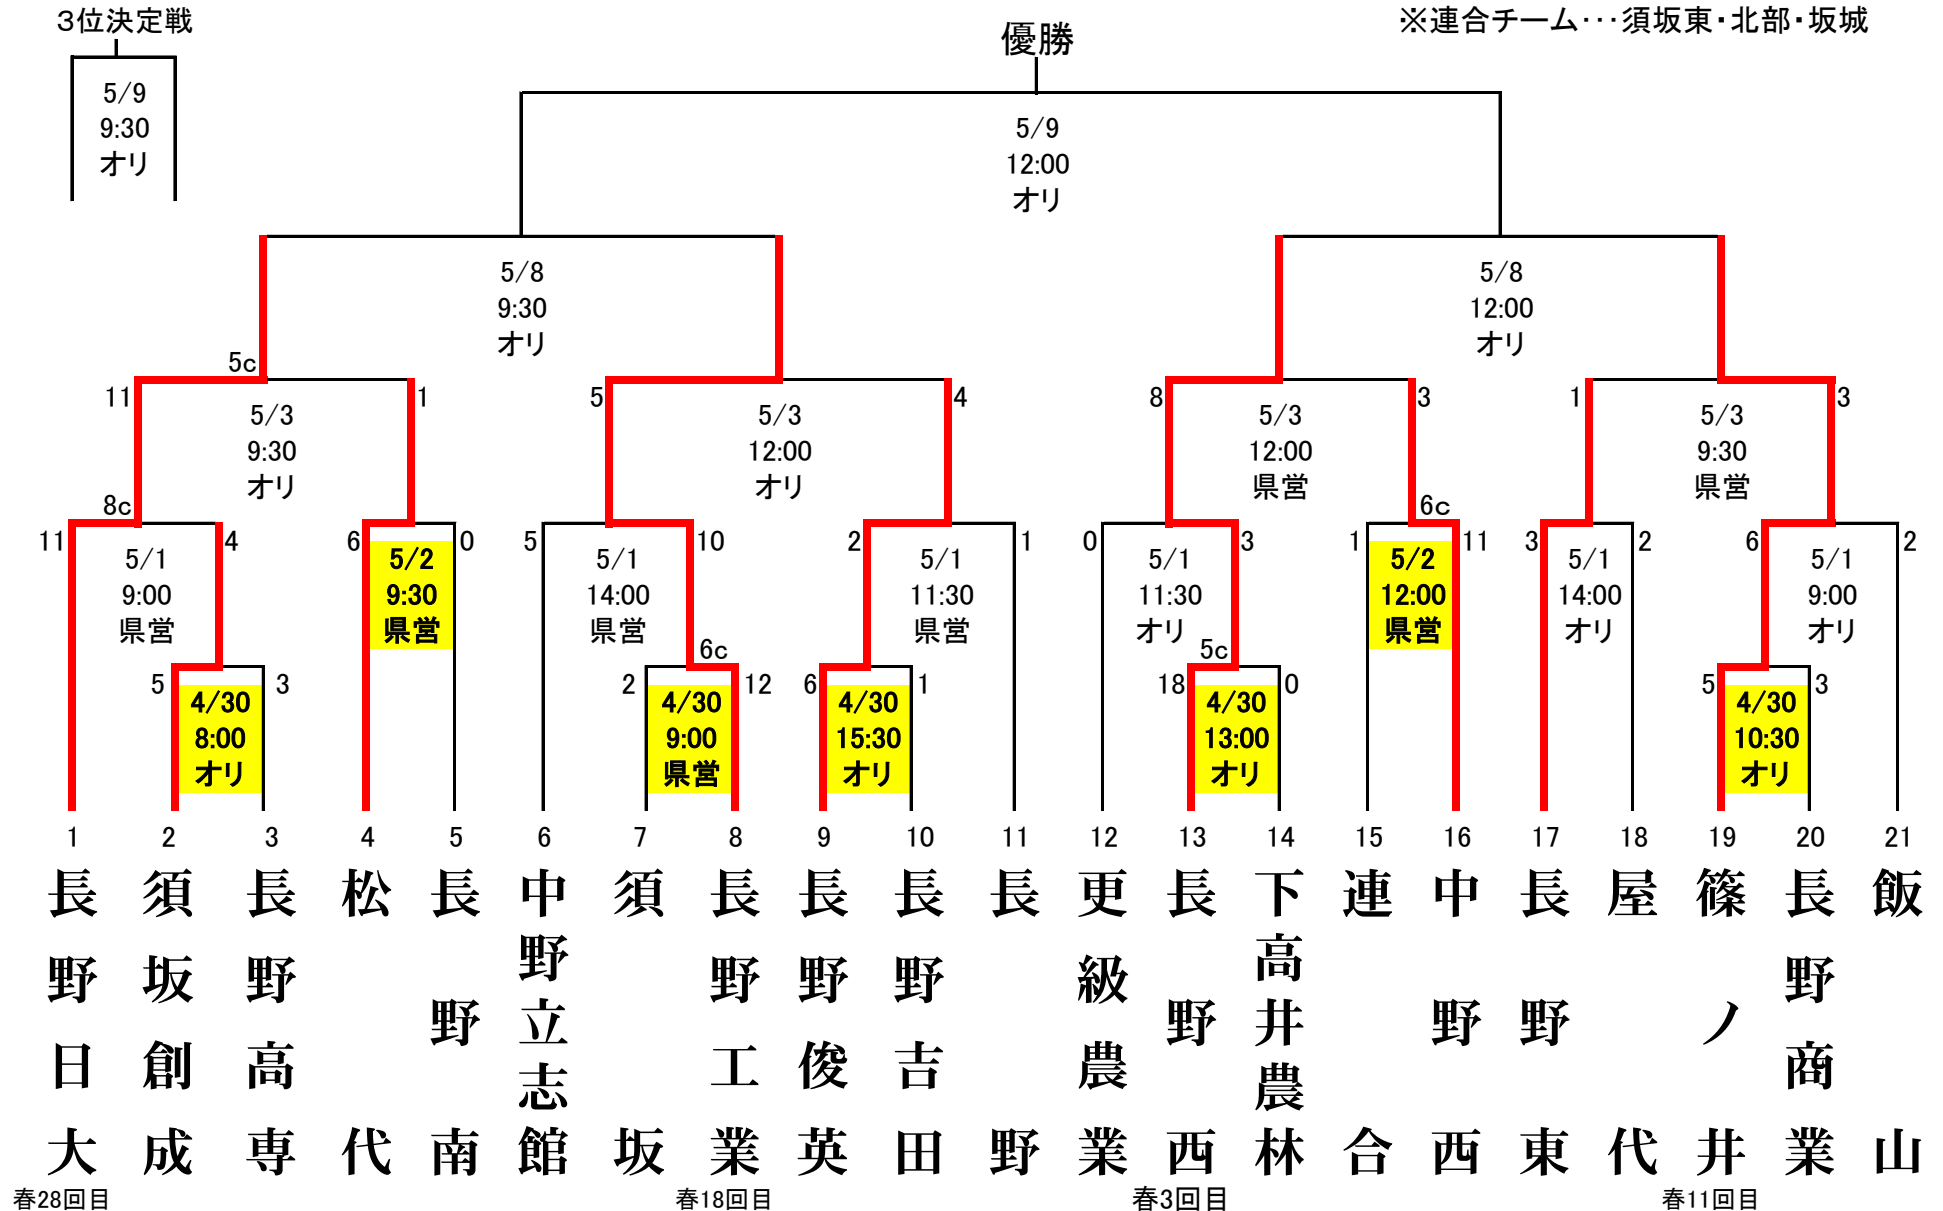 3位決定戦
優勝
※連合チーム･･･須坂東・北部・坂城
5/9
9:30
オリ
5/9
12:00
オリ
5/8
9:30
オリ
5/8
12:00
オリ
5c
11
1
5
4
8
3
1
3
5/3
9:30
オリ
5/3
12:00
オリ
5/3
12:00
県営
5/3
9:30
県営
8c
6c
11
4
6
0
5
10
2
1
0
3
1
11
3
2
6
2
5/1
9:00
県営
5/2
9:30
県営
5/1
14:00
県営
5/1
11:30
県営
5/1
11:30
オリ
5/2
12:00
県営
5/1
14:00
オリ
5/1
9:00
オリ
6c
5c
5
3
2
12
6
1
18
0
5
3
4/30
8:00
オリ
4/30
9:00
県営
4/30
15:30
オリ
4/30
13:00
オリ
4/30
10:30
オリ
1
2
3
4
5
6
7
8
9
10
11
12
13
14
15
16
17
18
19
20
21
長野日大
須坂創成
長野高専
松代
長野南
中野立志館
須坂
長野工業
長野俊英
長野吉田
長野
更級農業
長野西
下高井農林
連合
中野西
長野東
屋代
篠ノ井
長野商業
飯山
春28回目
春18回目
春3回目
春11回目